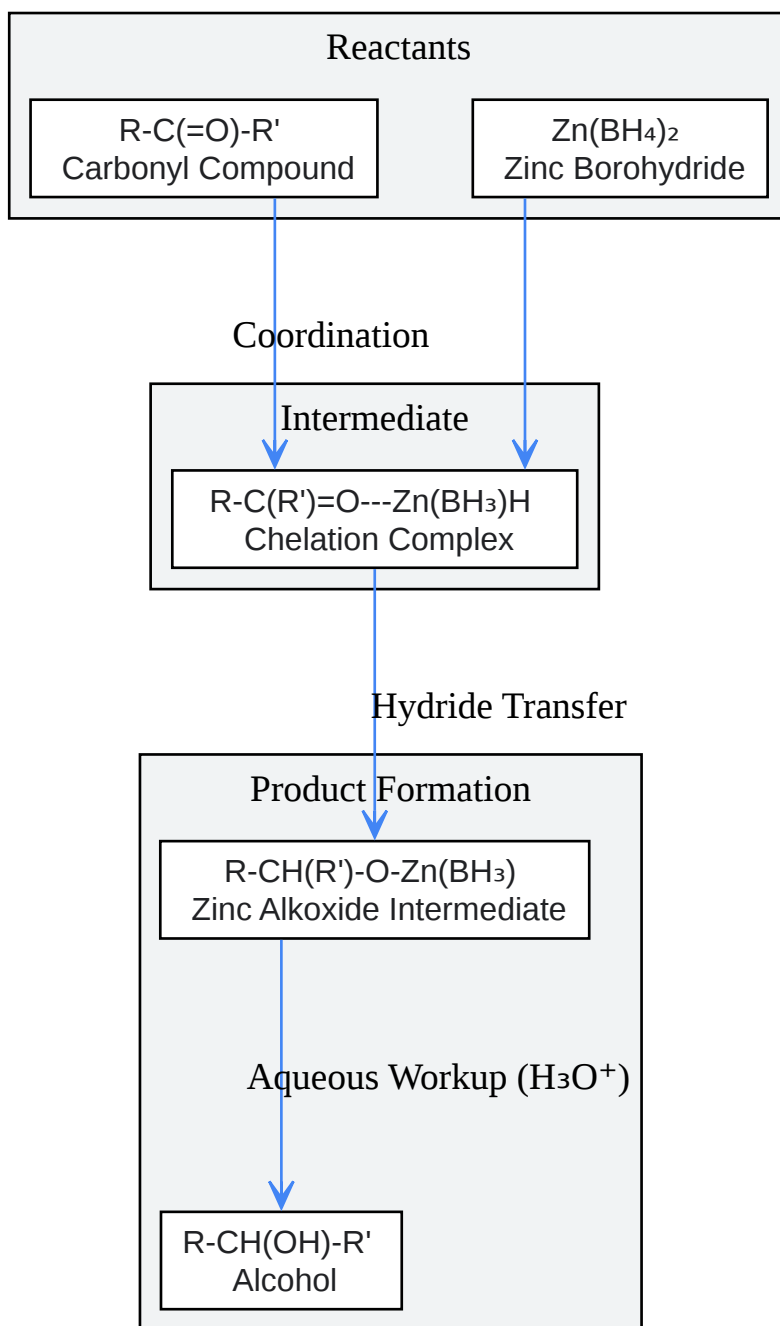 Reactants
R-C(=O)-R'
Carbonyl Compound
Zn(BH₄)₂
Zinc Borohydride
Coordination
Intermediate
R-C(R')=O---Zn(BH₃)H
Chelation Complex
Hydride Transfer
Product Formation
R-CH(R')-O-Zn(BH₃)
Zinc Alkoxide Intermediate
Aqueous Workup (H₃O⁺)
R-CH(OH)-R'
Alcohol